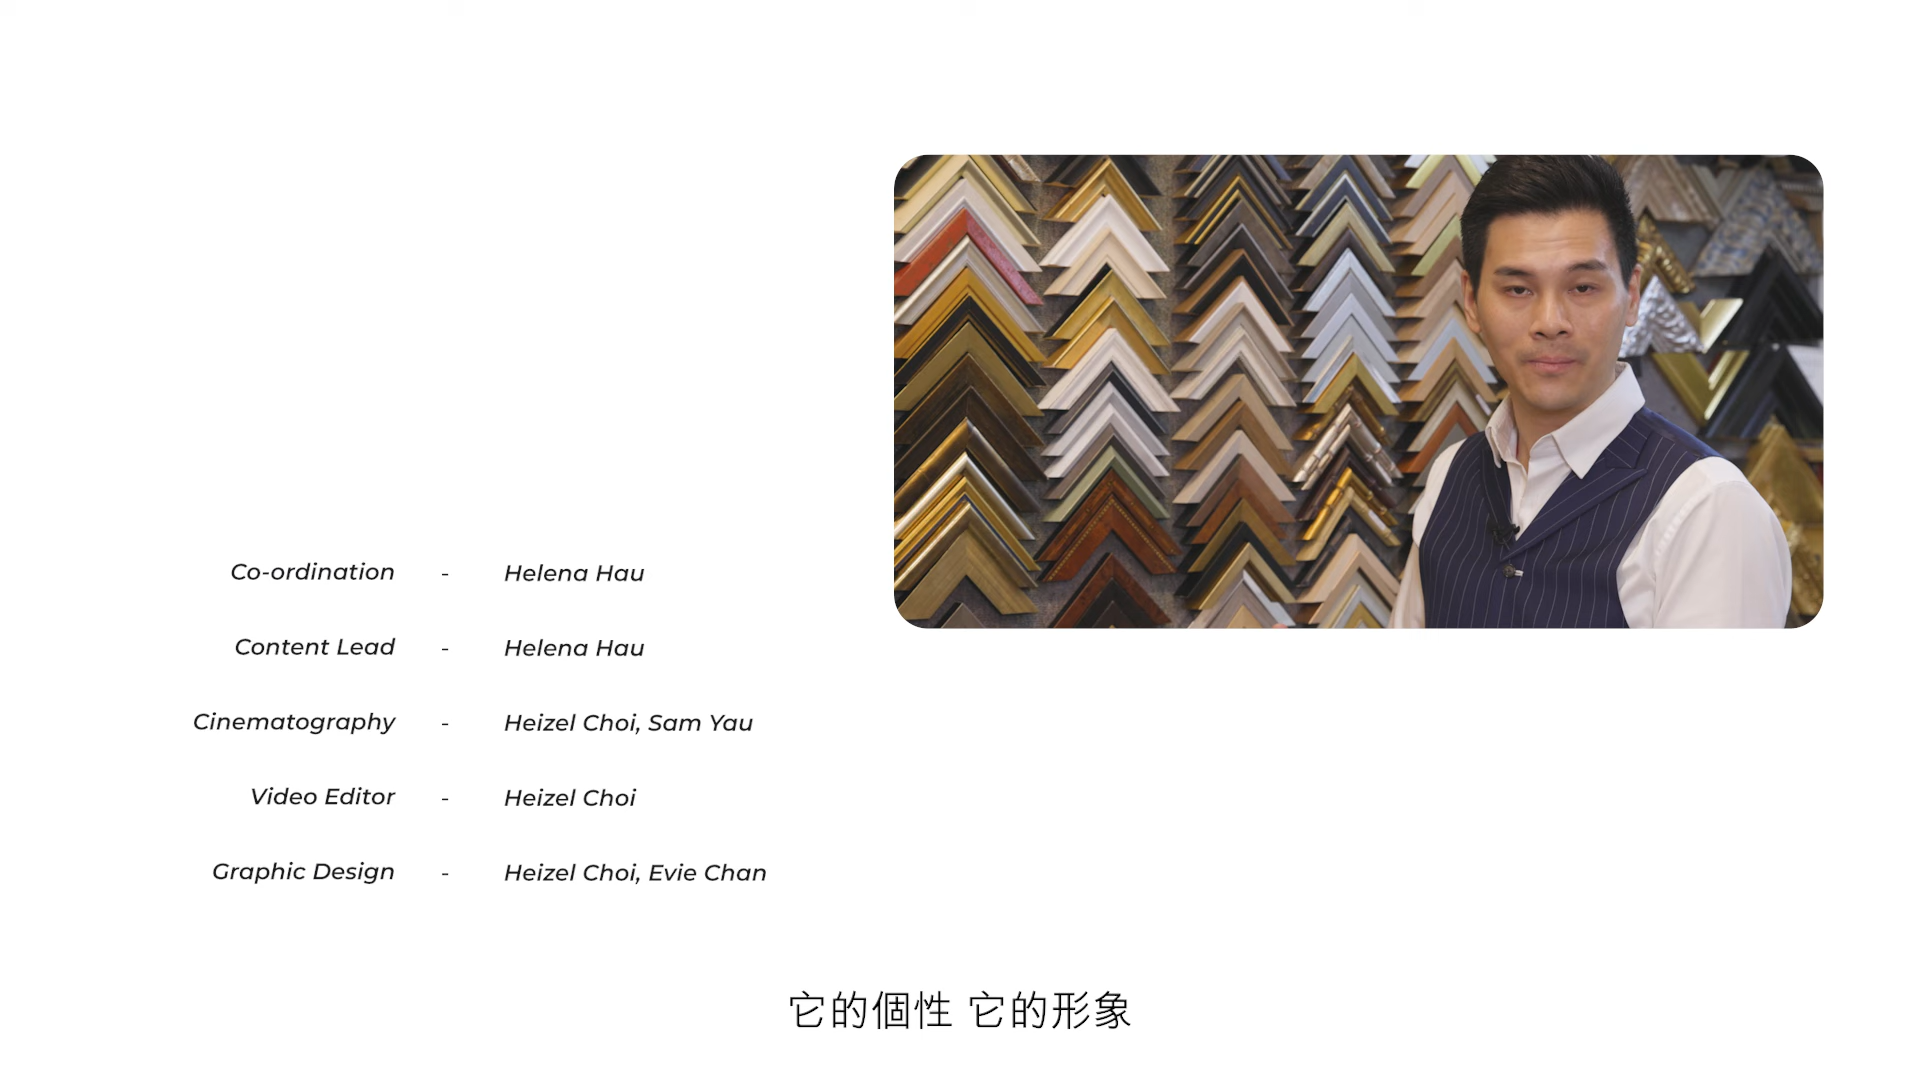 Co-ordination - Helena Hau
Content Lead - Helena Hau
Cinematography - Heizel Choi, Sam Yau
Video Editor - Heizel Choi
Graphic Design - Heizel Choi, Evie Chan
它的個性 它的形象